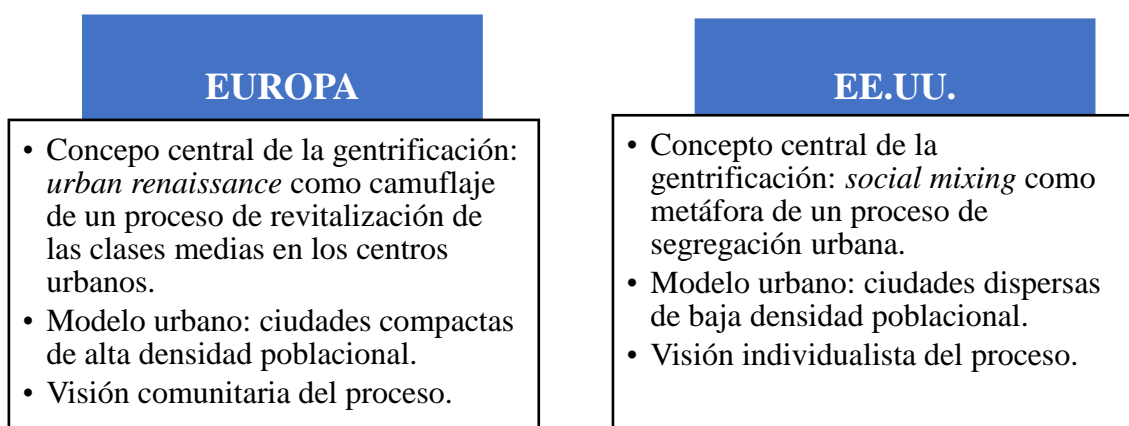 EUROPA
• Concepo central de la gentrificación:
urban renaissance como camuflaje
de un proceso de revitalización de
las clases medias en los centros
urbanos.
• Modelo urbano: ciudades compactas
de alta densidad poblacional.
• Visión comunitaria del proceso.
EE.UU.
• Concepto central de la
gentrificación: social mixing como
metáfora de un proceso de
segregación urbana.
• Modelo urbano: ciudades dispersas
de baja densidad poblacional.
• Visión individualista del proceso.